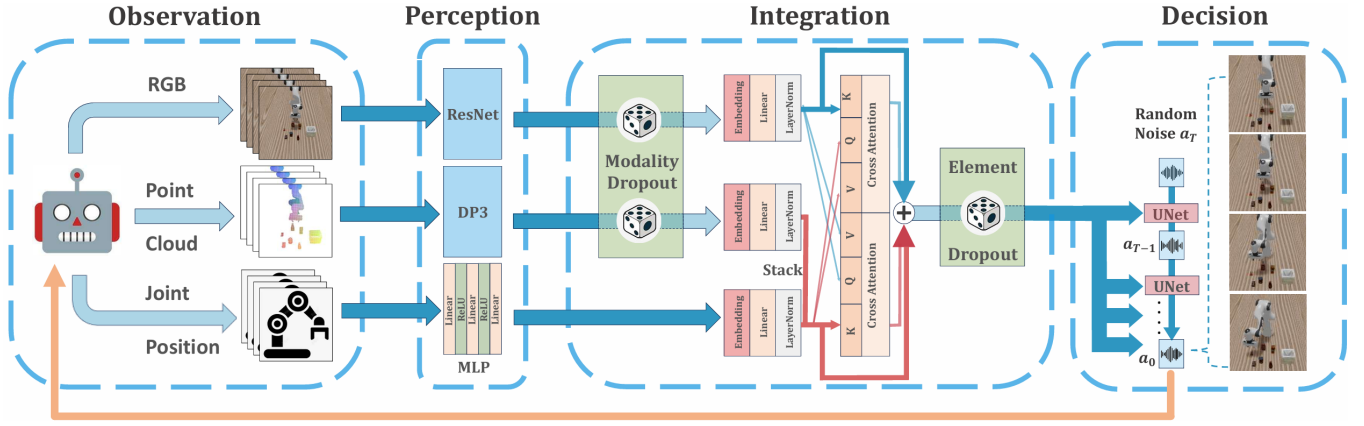 Observation
Perception
Integration
Decision
RGB
Point
Cloud
Joint
Position
ResNet
DP3
Linear
ReLU
Linear
ReLU
Linear
MLP
Modality
Dropout
Embedding
Linear
LayerNorm
Embedding
Linear
LayerNorm
Stack
Embedding
Linear
LayerNorm
K
Q
V
V
Q
K
Cross Attention
Cross Attention
Element
Dropout
Random
Noise a_T
UNet
a_{T−1}
UNet
a_0